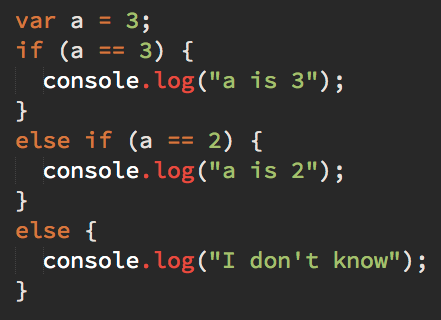 var a = 3;
if (a == 3) {
  console.log("a is 3");
}
else if (a == 2) {
  console.log("a is 2");
}
else {
  console.log("I don't know");
}